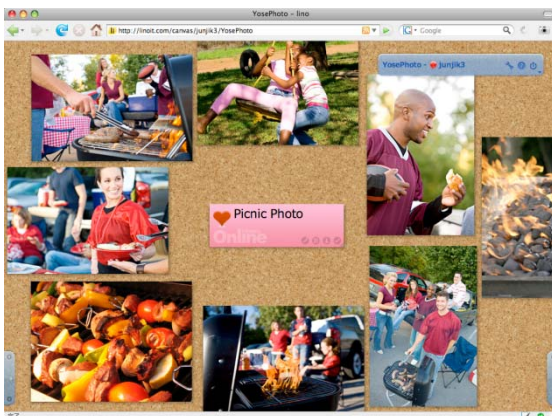 YosePhoto - lino
http://linoit.com/canvas/junjik3/YosePhoto
Google
YosePhoto - junjik3
Picnic Photo
Online